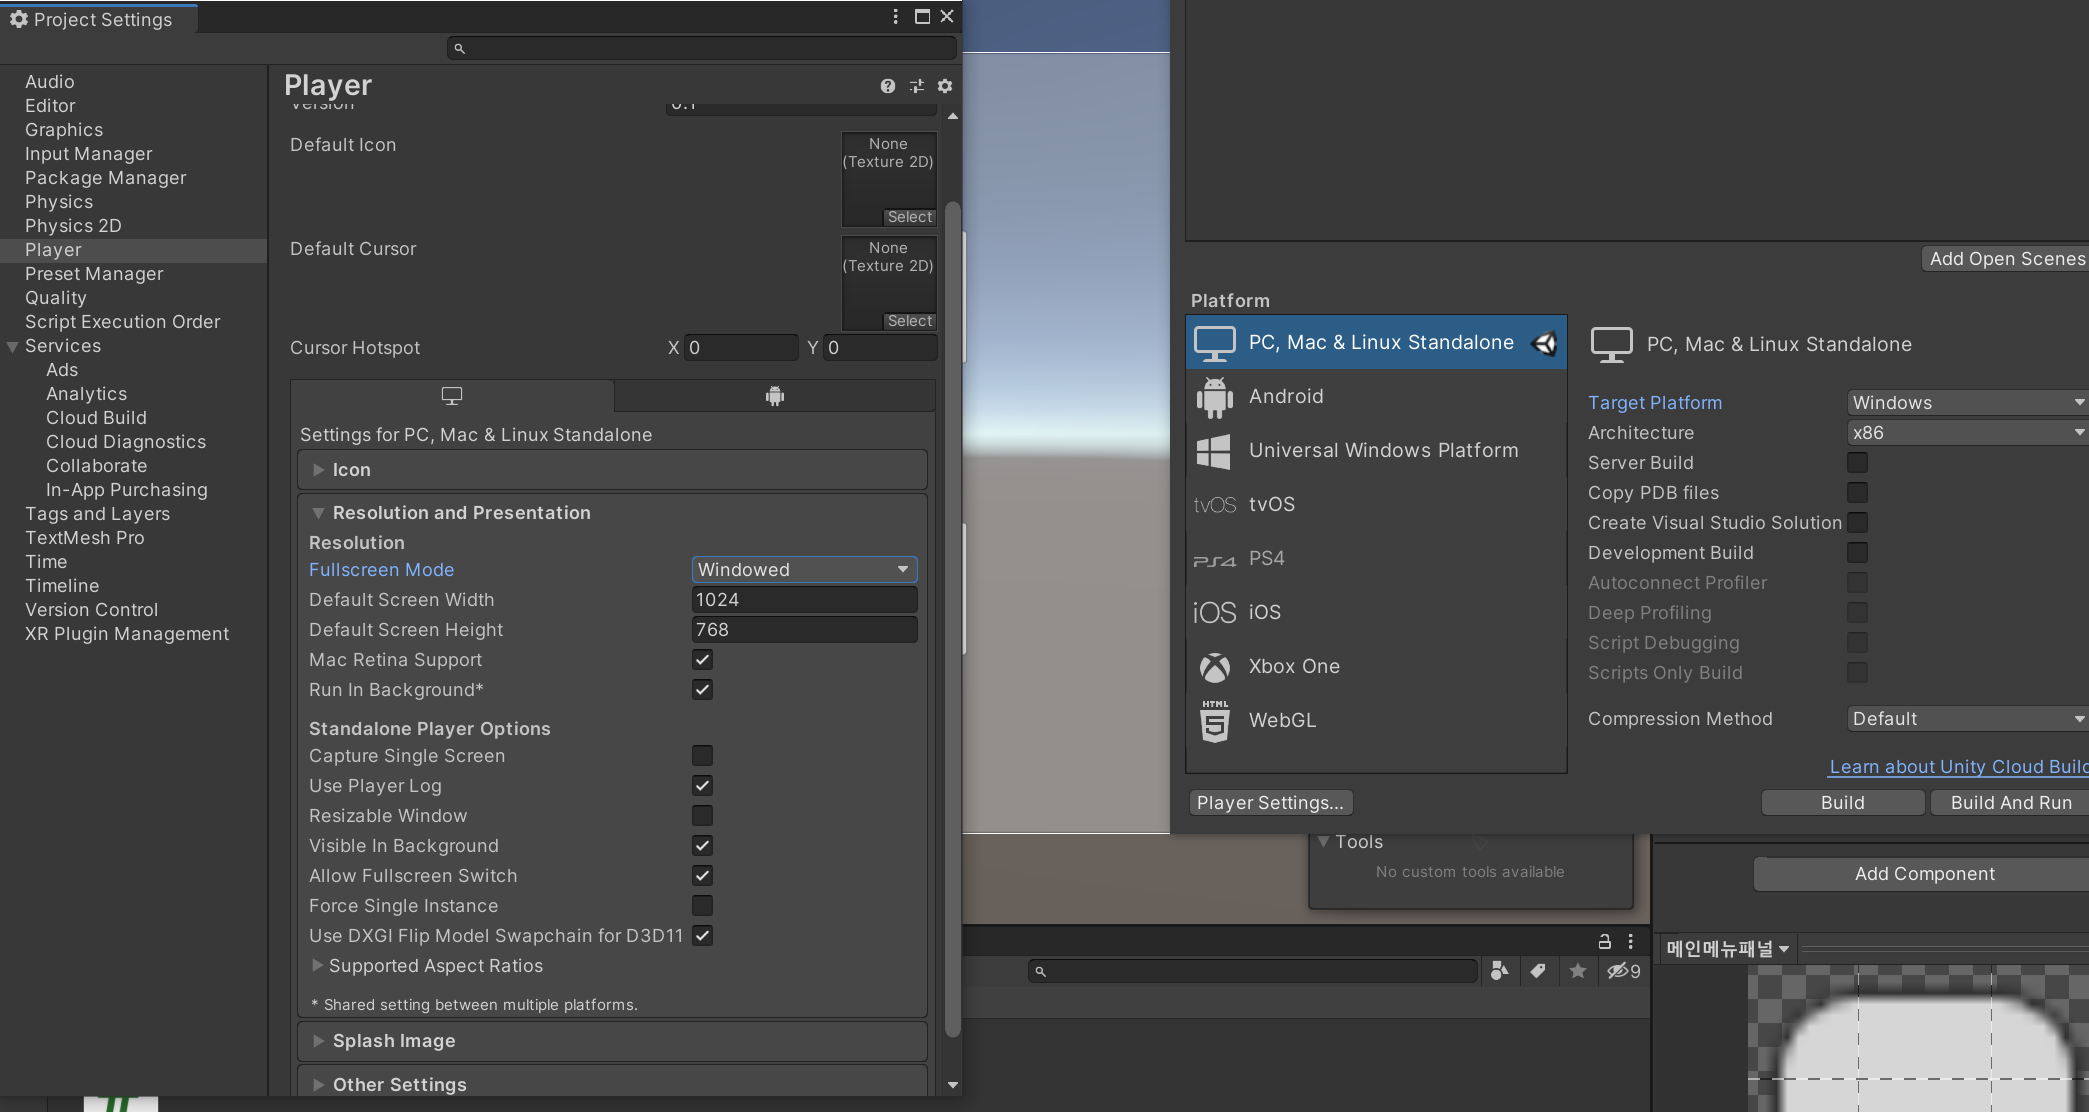 Project Settings
Audio
Editor
Graphics
Input Manager
Package Manager
Physics
Physics 2D
Player
Preset Manager
Quality
Script Execution Order
Services
Ads
Analytics
Cloud Build
Cloud Diagnostics
Collaborate
In-App Purchasing
Tags and Layers
TextMesh Pro
Time
Timeline
Version Control
XR Plugin Management
Player
Version 0.1
Default Icon
None
(Texture 2D)
Select
Default Cursor
None
(Texture 2D)
Select
Cursor Hotspot X 0 Y 0
Settings for PC, Mac & Linux Standalone
Icon
Resolution and Presentation
Resolution
Fullscreen Mode Windowed
Default Screen Width 1024
Default Screen Height 768
Mac Retina Support
Run In Background*
Standalone Player Options
Capture Single Screen
Use Player Log
Resizable Window
Visible In Background
Allow Fullscreen Switch
Force Single Instance
Use DXGI Flip Model Swapchain for D3D11
Supported Aspect Ratios
* Shared setting between multiple platforms.
Splash Image
Other Settings
Add Open Scenes
Platform
PC, Mac & Linux Standalone
Android
Universal Windows Platform
tvOS tvOS
PS4 PS4
iOS iOS
Xbox One
HTML
5
WebGL
Player Settings...
PC, Mac & Linux Standalone
Target Platform Windows
Architecture x86
Server Build
Copy PDB files
Create Visual Studio Solution
Development Build
Autoconnect Profiler
Deep Profiling
Script Debugging
Scripts Only Build
Compression Method Default
Learn about Unity Cloud Build
Build
Build And Run
Tools
No custom tools available
Add Component
9
메인메뉴패널